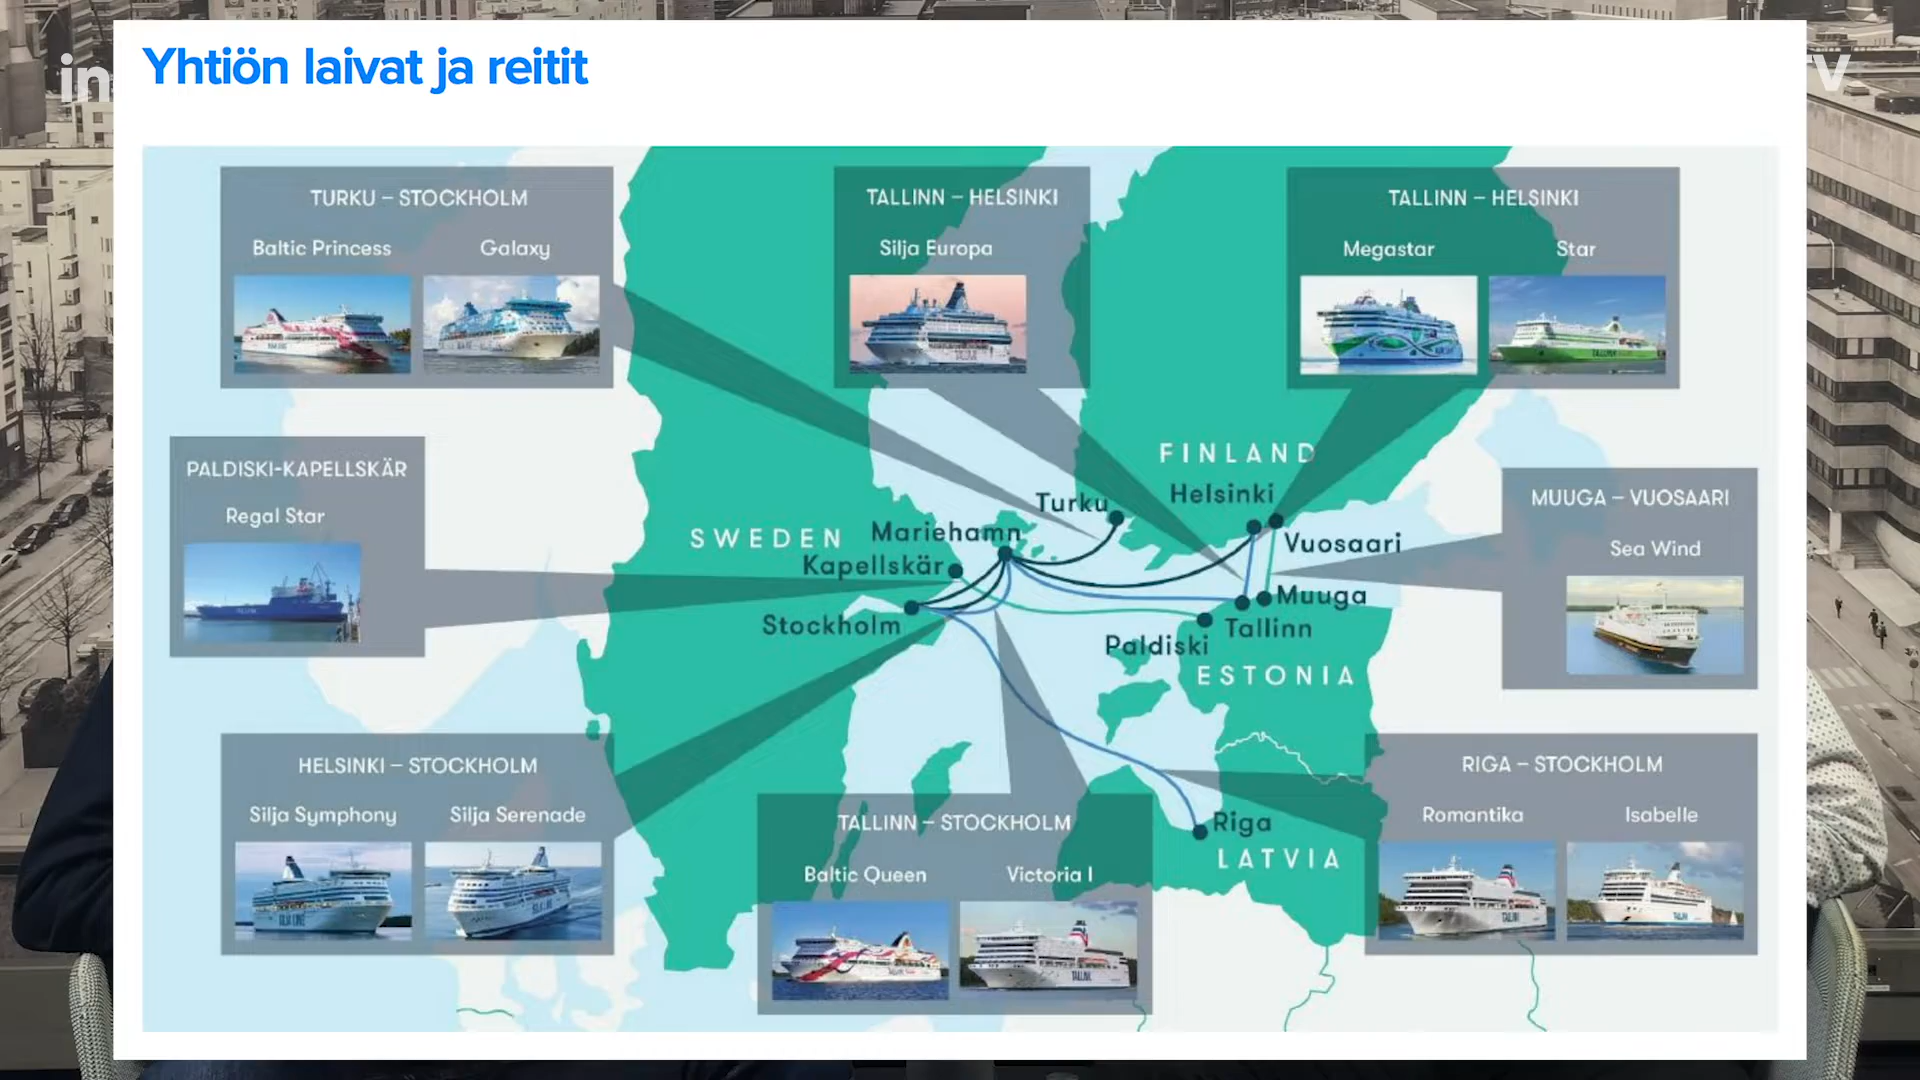 Yhtiön laivat ja reitit
in
TV
TURKU – STOCKHOLM
Baltic Princess
Galaxy
TALLINN – HELSINKI
Silja Europa
TALLINN – HELSINKI
Megastar
Star
PALDISKI-KAPELLSKÄR
Regal Star
MUUGA – VUOSAARI
Sea Wind
FINLAND
Helsinki
Turku
SWEDEN
Mariehamn
Kapellskär
Vuosaari
Muuga
Stockholm
Tallinn
Paldiski
ESTONIA
Riga
LATVIA
HELSINKI – STOCKHOLM
Silja Symphony
Silja Serenade
TALLINN – STOCKHOLM
Baltic Queen
Victoria I
RIGA – STOCKHOLM
Romantika
Isabelle